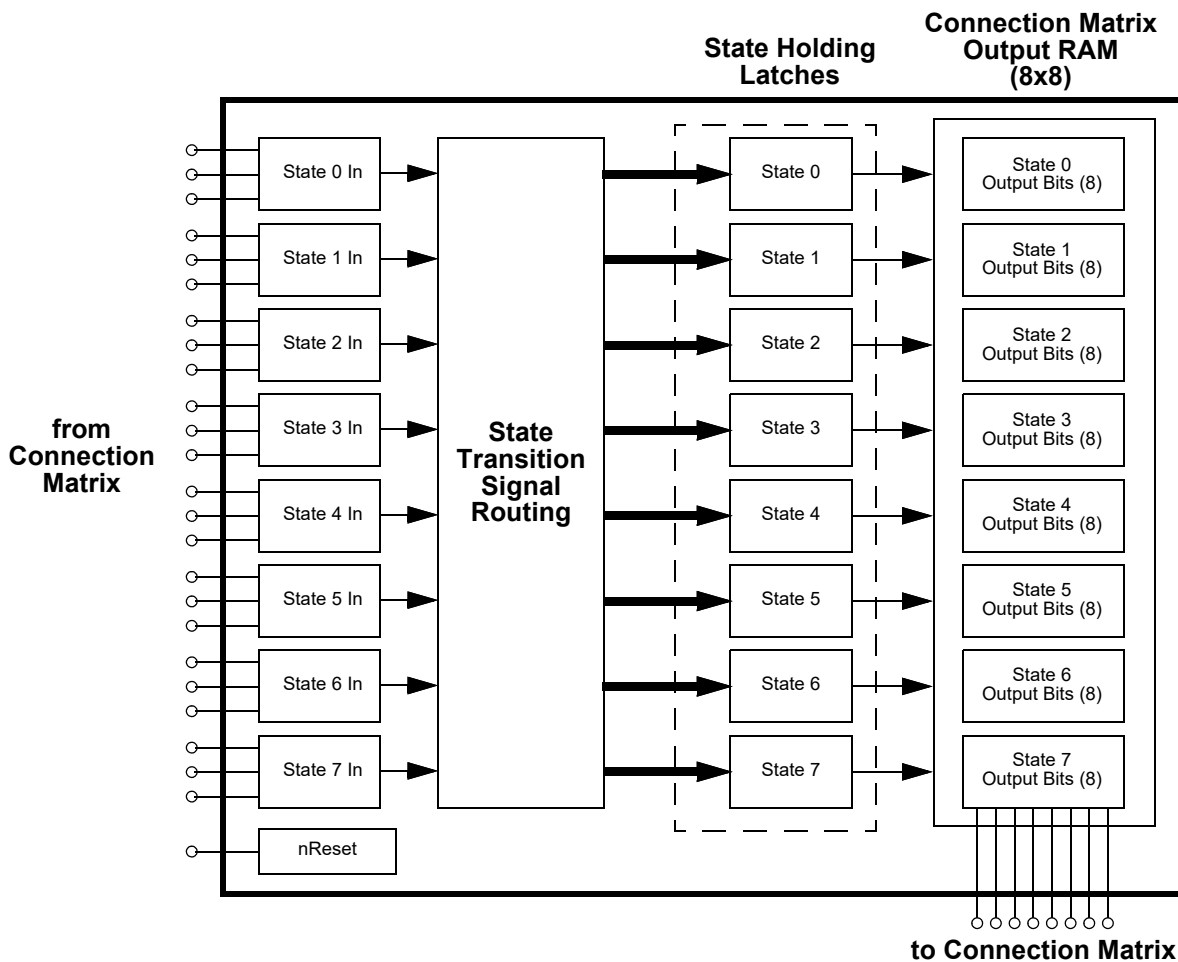 State Holding
Latches
Connection Matrix
Output RAM
(8x8)
from
Connection
Matrix
State 0 In
State 1 In
State 2 In
State 3 In
State 4 In
State 5 In
State 6 In
State 7 In
nReset
State
Transition
Signal
Routing
State 0
State 1
State 2
State 3
State 4
State 5
State 6
State 7
State 0
Output Bits (8)
State 1
Output Bits (8)
State 2
Output Bits (8)
State 3
Output Bits (8)
State 4
Output Bits (8)
State 5
Output Bits (8)
State 6
Output Bits (8)
State 7
Output Bits (8)
to Connection Matrix